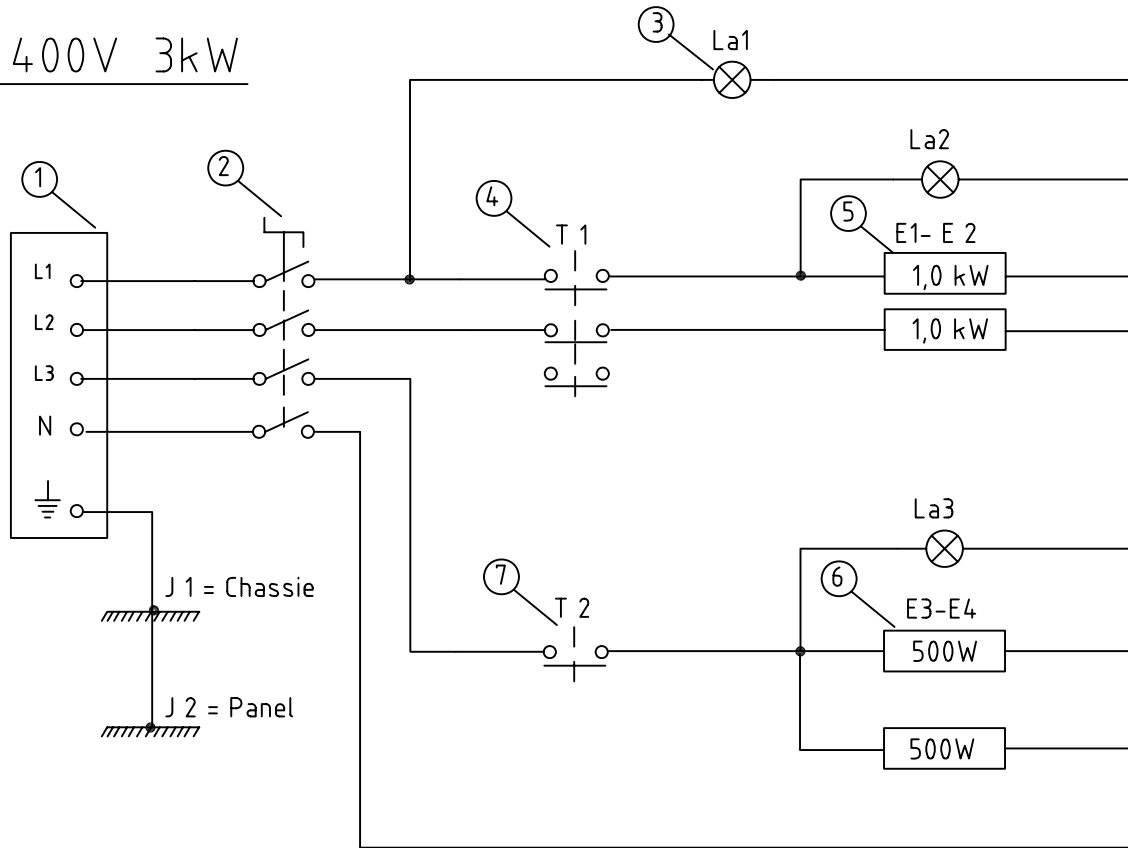 400V 3kW
3
La1
La2
1
2
4
5
T 1
E1- E 2
L1
1,0 kW
L2
1,0 kW
L3
N
La3
7
6
J 1 = Chassie
T 2
E3-E4
500W
J 2 = Panel
500W